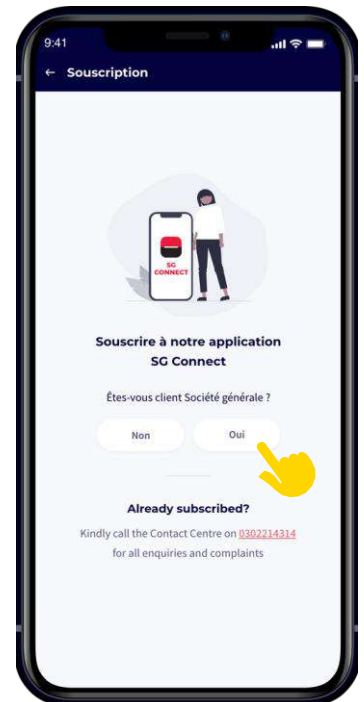 9:41
← Souscription
SG
CONNECT
Souscrire à notre application
SG Connect
Êtes-vous client Société générale ?
Non
Oui
Already subscribed?
Kindly call the Contact Centre on 0302214314
for all enquiries and complaints